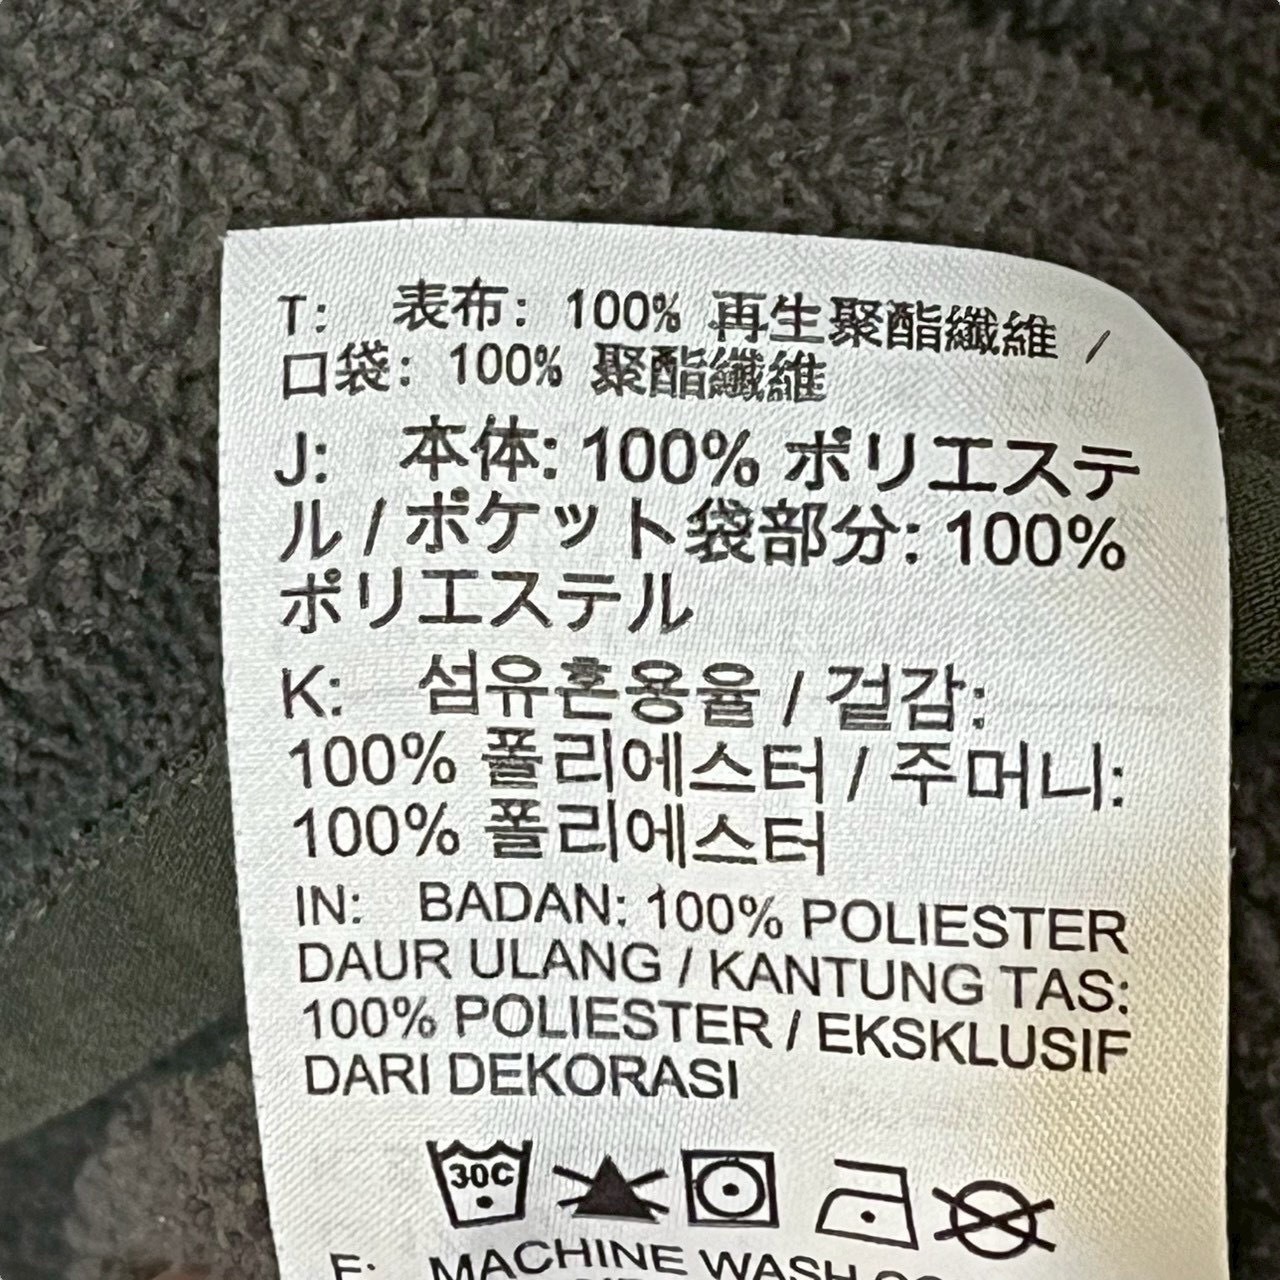 T: 表布: 100% 再生聚酯纖維 /
口袋: 100% 聚酯纖維
J: 本体: 100% ポリエステ
ル / ポケット袋部分: 100%
ポリエステル
K: 섬유혼용율 / 겉감:
100% 폴리에스터 / 주머니:
100% 폴리에스터
IN: BADAN: 100% POLIESTER
DAUR ULANG / KANTUNG TAS:
100% POLIESTER / EKSKLUSIF
DARI DEKORASI
30C
MACHINE WASH